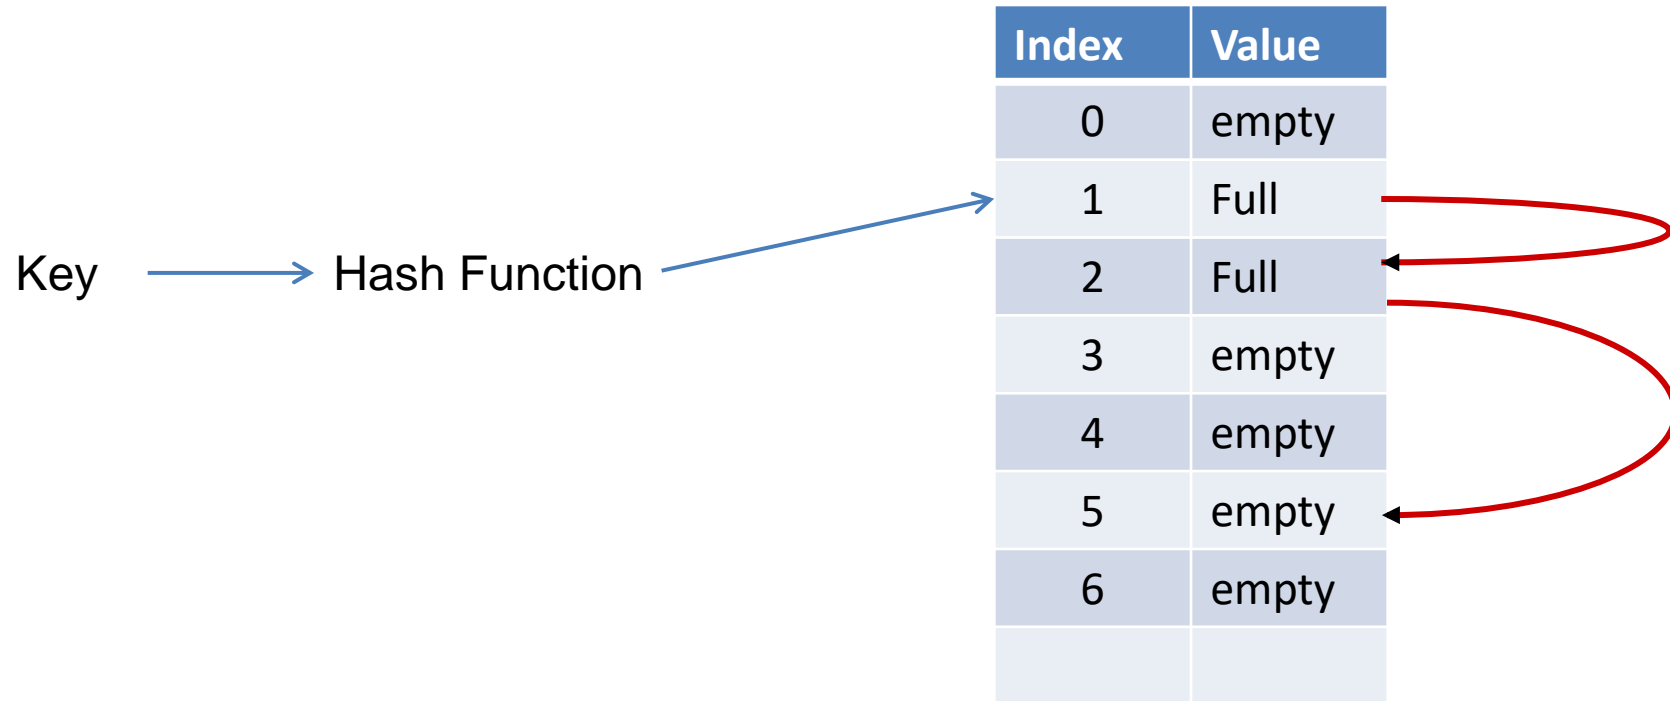 Index Value
0 empty
1 Full
Key Hash Function
2 Full
3 empty
4 empty
5 empty
6 empty